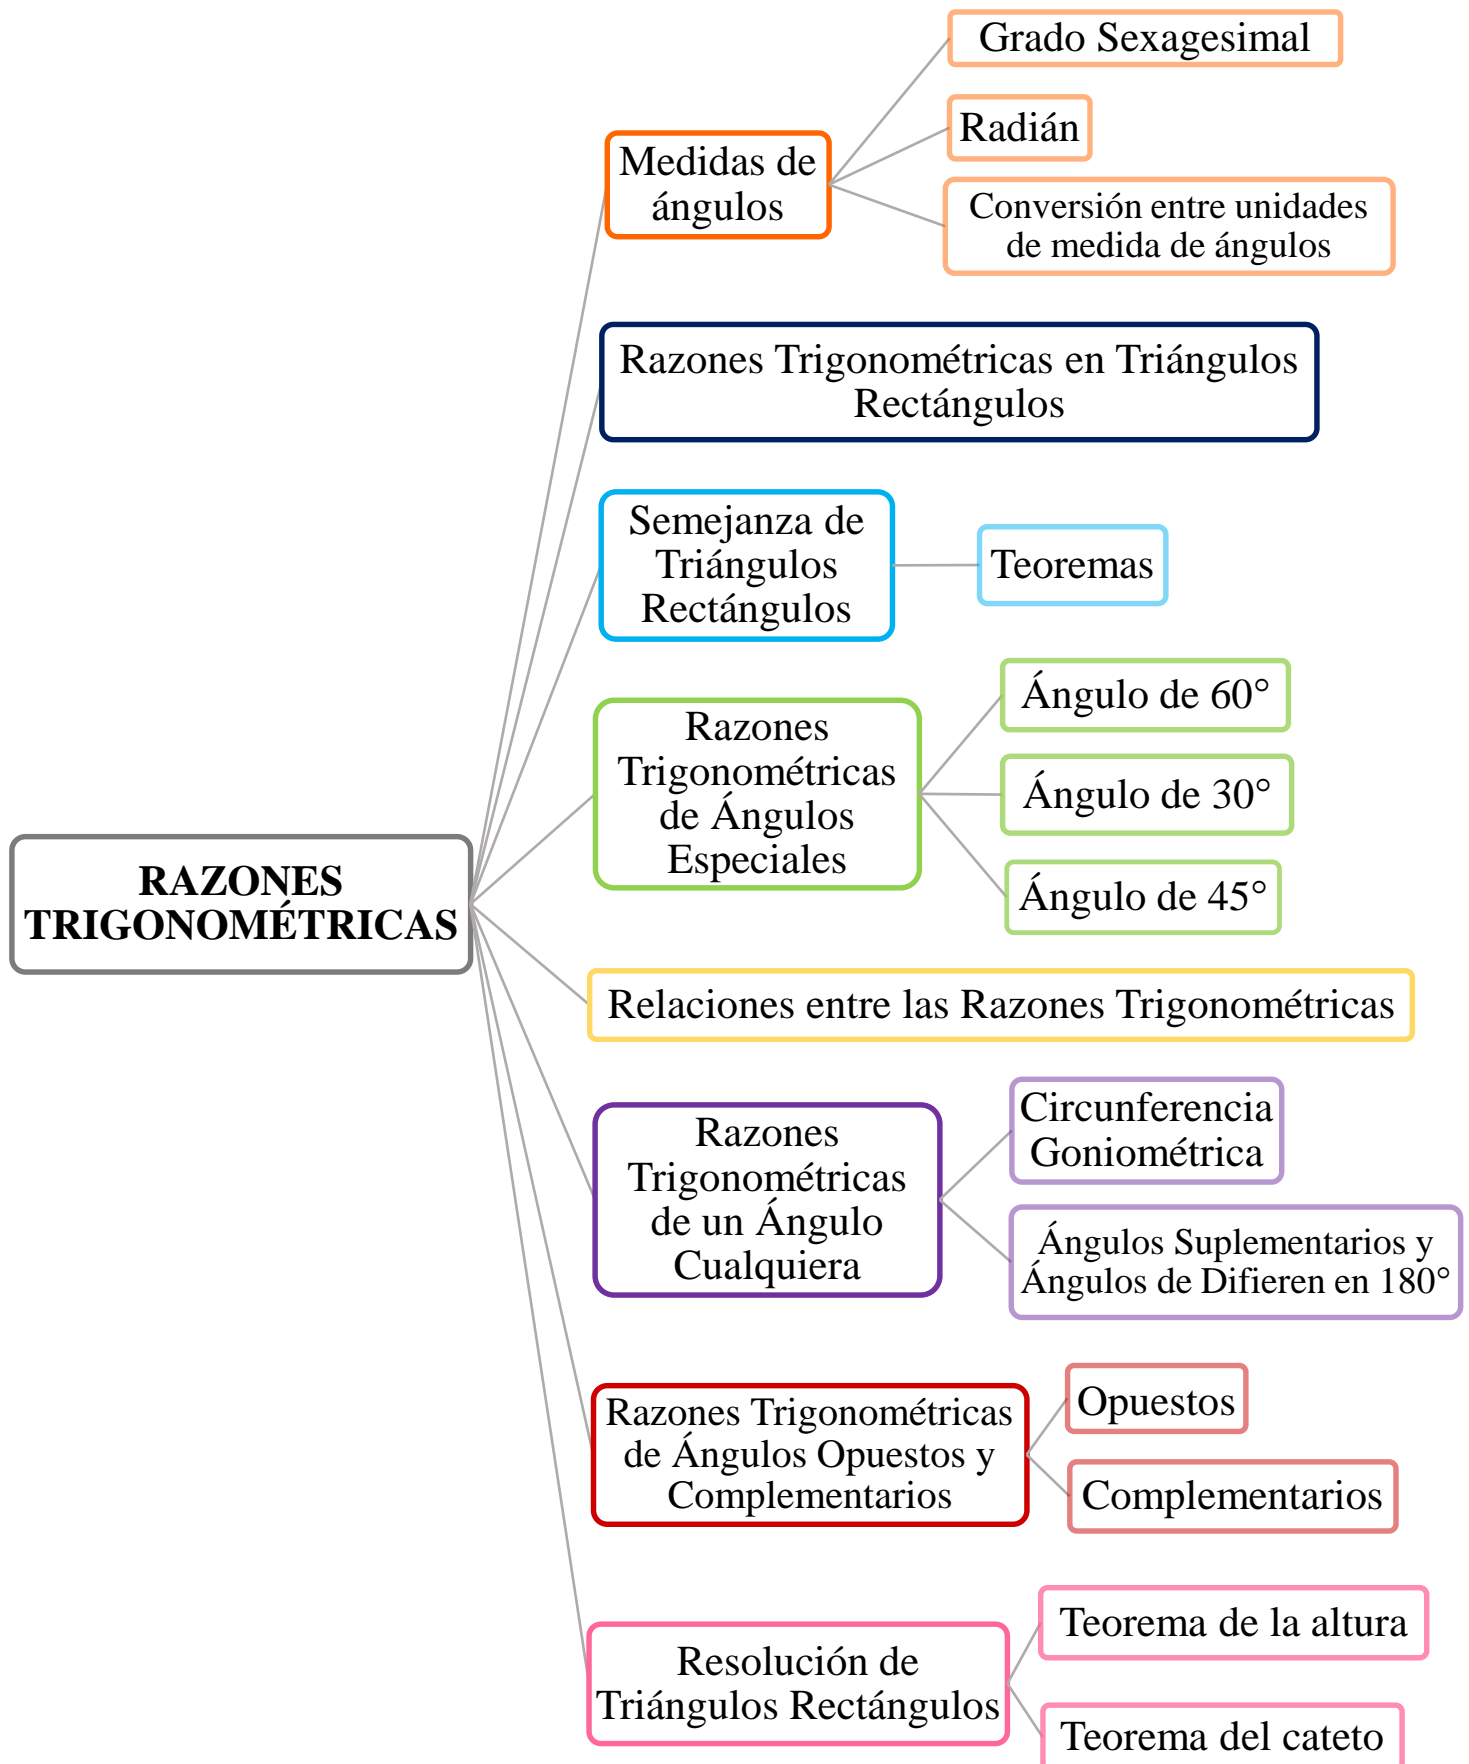 Grado Sexagesimal
Radián
Medidas de
ángulos
Conversión entre unidades
de medida de ángulos
Razones Trigonométricas en Triángulos
Rectángulos
Semejanza de
Triángulos
Rectángulos
Teoremas
Ángulo de 60°
Razones
Trigonométricas
de Ángulos
Especiales
Ángulo de 30°
Ángulo de 45°
RAZONES
TRIGONOMÉTRICAS
Relaciones entre las Razones Trigonométricas
Circunferencia
Goniométrica
Razones
Trigonométricas
de un Ángulo
Cualquiera
Ángulos Suplementarios y
Ángulos de Difieren en 180°
Opuestos
Razones Trigonométricas
de Ángulos Opuestos y
Complementarios
Complementarios
Teorema de la altura
Resolución de
Triángulos Rectángulos
Teorema del cateto